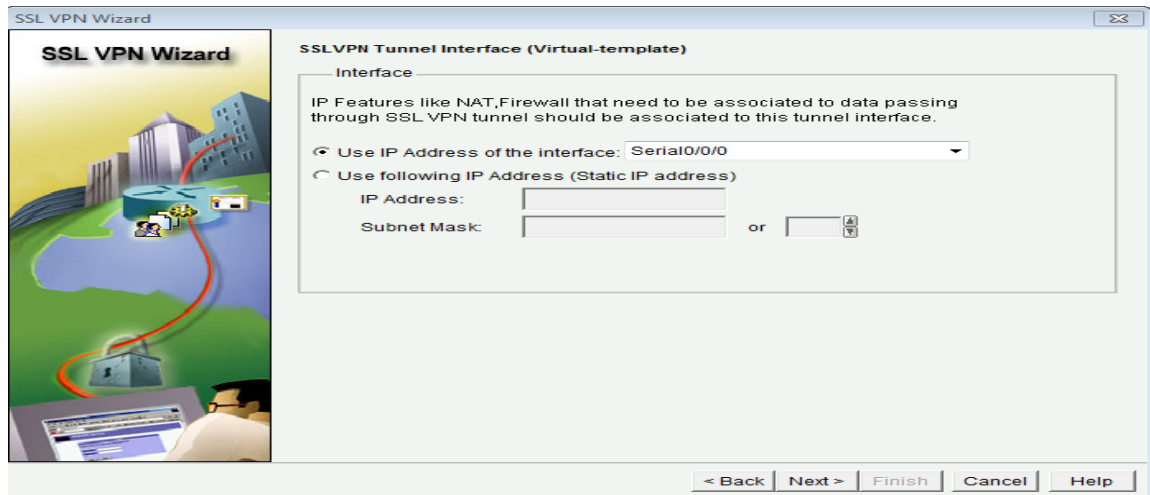 SSL VPN Wizard
SSL VPN Wizard
SSLVPN Tunnel Interface (Virtual-template)
Interface
IP Features like NAT,Firewall that need to be associated to data passing
through SSL VPN tunnel should be associated to this tunnel interface.
Use IP Address of the interface: Serial0/0/0
Use following IP Address (Static IP address)
IP Address:
Subnet Mask: or
< Back Next > Finish Cancel Help